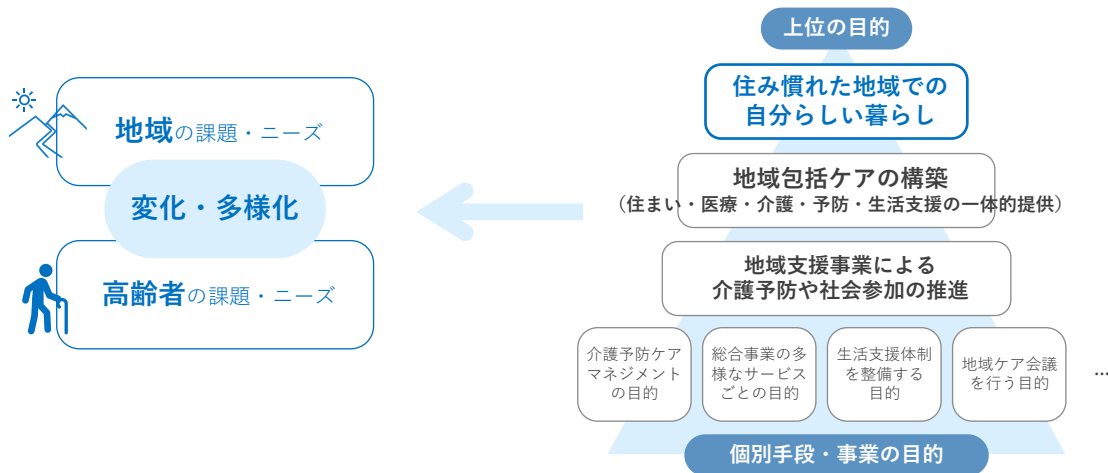 地域の課題・ニーズ
変化・多様化
高齢者の課題・ニーズ
上位の目的
住み慣れた地域での
自分らしい暮らし
地域包括ケアの構築
（住まい・医療・介護・予防・生活支援の一体的提供）
地域支援事業による
介護予防や社会参加の推進
介護予防ケア
マネジメント
の目的
総合事業の多
様なサービス
ごとの目的
生活支援体制
を整備する
目的
地域ケア会議
を行う目的
…
個別手段・事業の目的